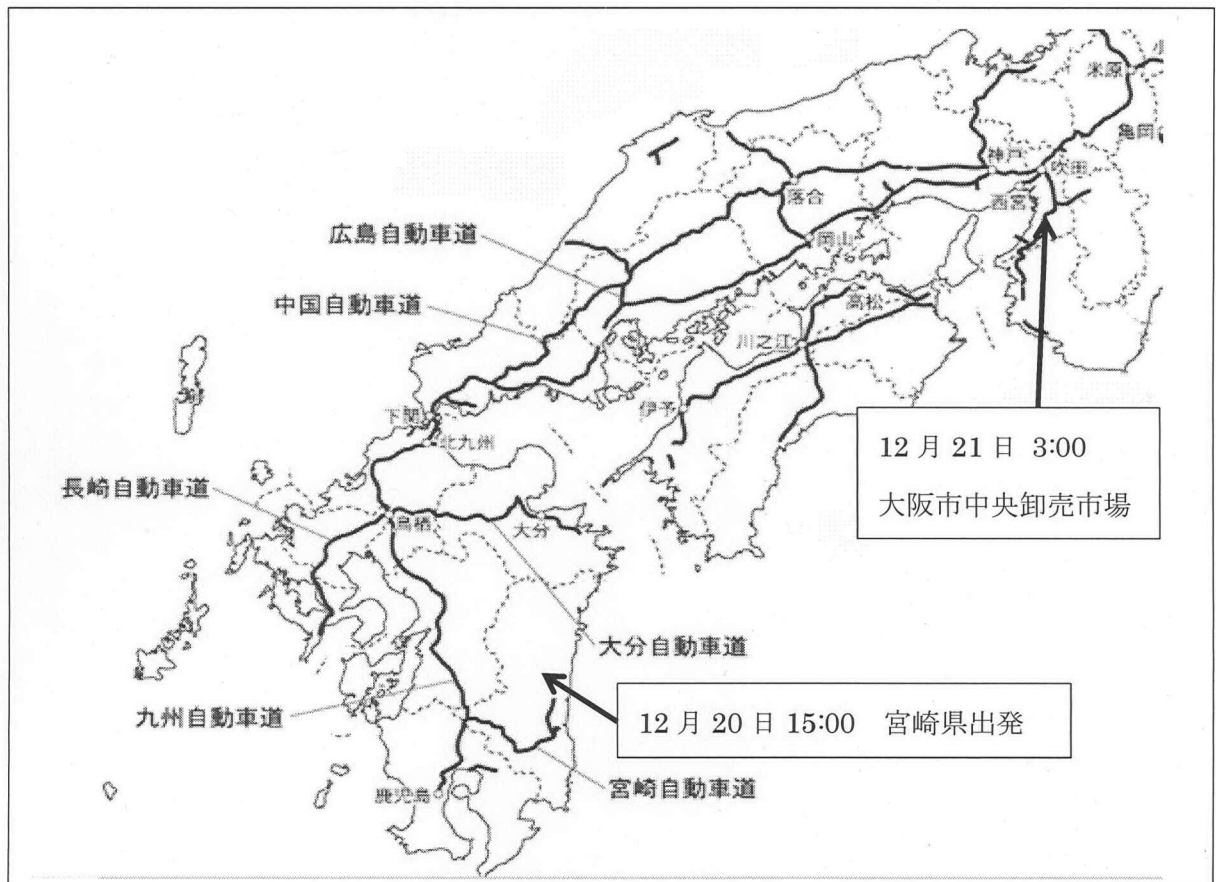 米原
亀岡
神戸
吹田
西宮
落合
岡山
広島自動車道
中国自動車道
高松
川之江
伊予
下関
北九州
12月21日 3:00
大阪市中央卸売市場
長崎自動車道
鳥栖
大分
大分自動車道
九州自動車道
12月20日 15:00 宮崎県出発
宮崎自動車道
鹿児島